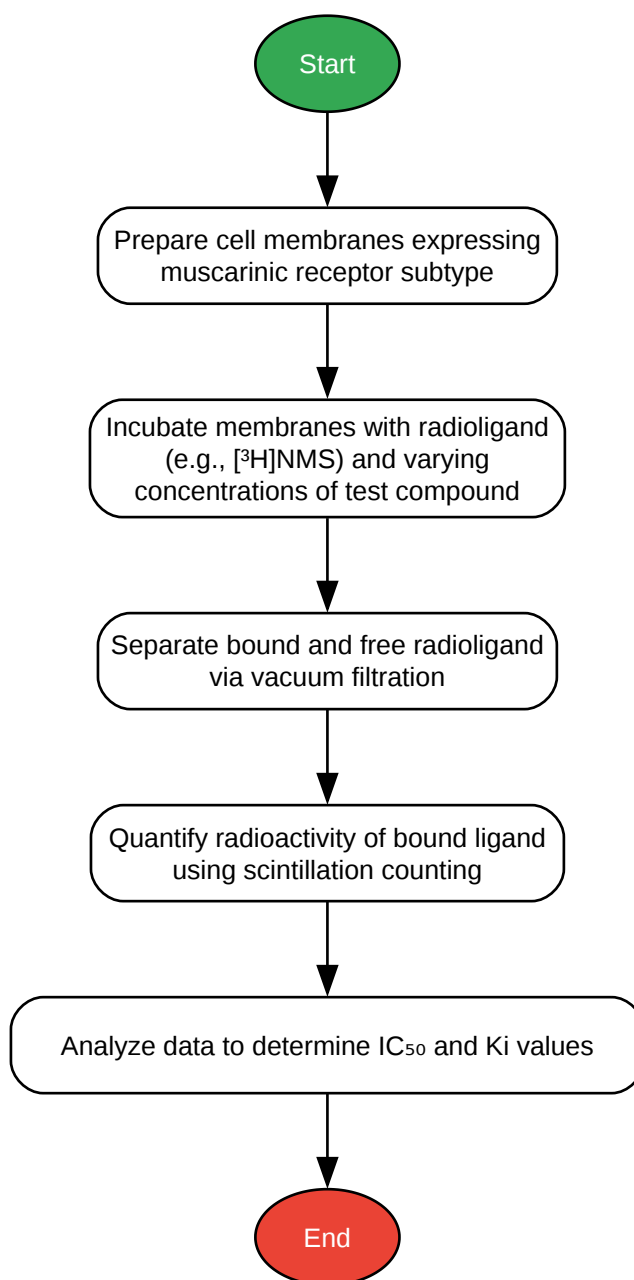 Start
Prepare cell membranes expressing
muscarinic receptor subtype
Incubate membranes with radioligand
(e.g., [³H]NMS) and varying
concentrations of test compound
Separate bound and free radioligand
via vacuum filtration
Quantify radioactivity of bound ligand
using scintillation counting
Analyze data to determine IC₅₀ and Ki values
End